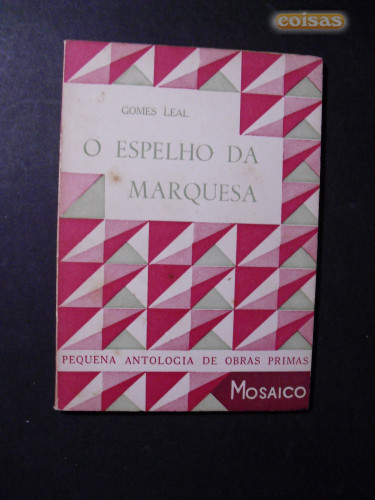 coisas
GOMES LEAL
O ESPELHO DA
MARQUESA
PEQUENA ANTOLOGIA DE OBRAS PRIMAS
MOSAICO